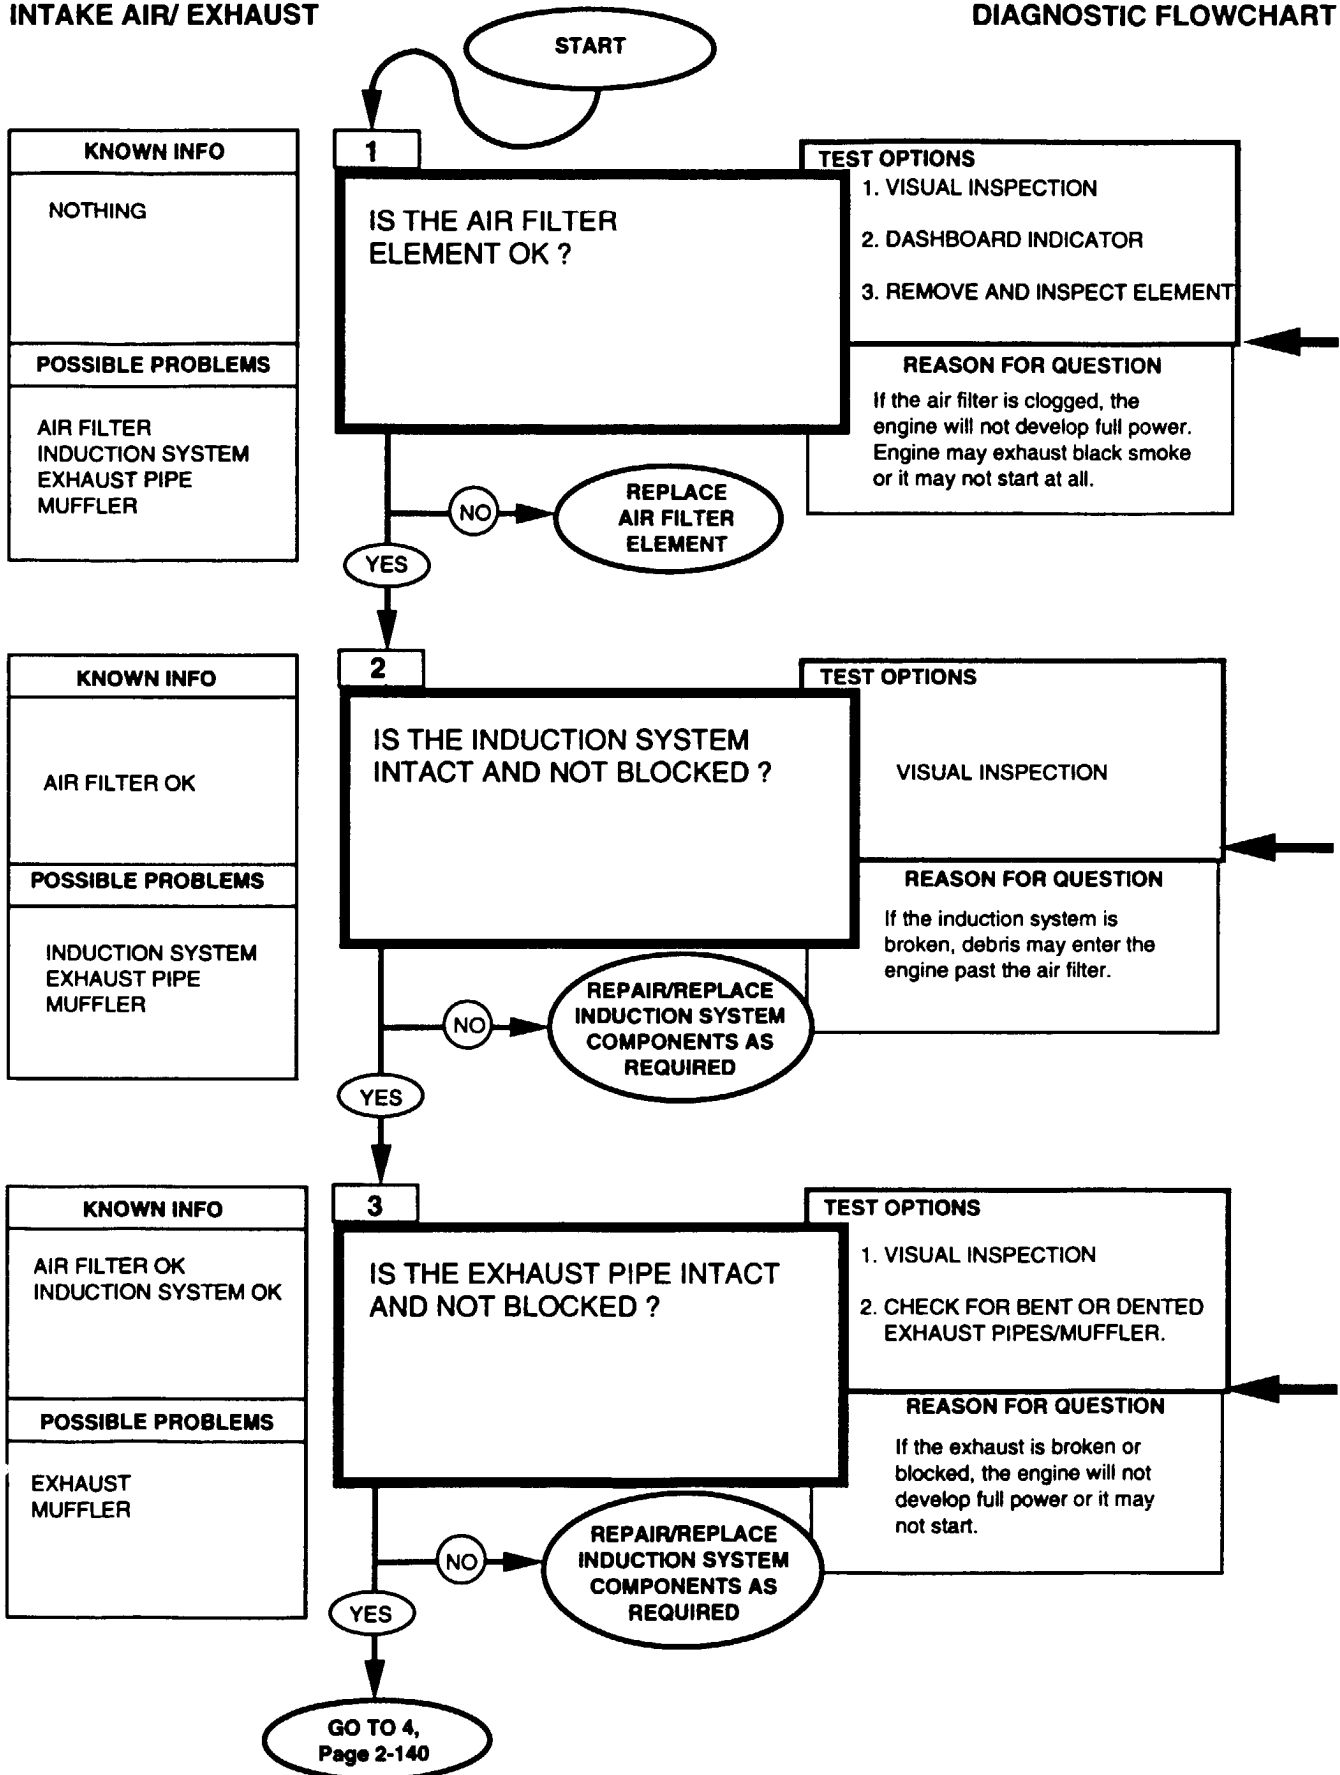 INTAKE AIR/ EXHAUST
DIAGNOSTIC FLOWCHART
START
KNOWN INFO
NOTHING
POSSIBLE PROBLEMS
AIR FILTER
INDUCTION SYSTEM
EXHAUST PIPE
MUFFLER
1
IS THE AIR FILTER
ELEMENT OK ?
TEST OPTIONS
1. VISUAL INSPECTION
2. DASHBOARD INDICATOR
3. REMOVE AND INSPECT ELEMENT
REASON FOR QUESTION
If the air filter is clogged, the
engine will not develop full power.
Engine may exhaust black smoke
or it may not start at all.
NO
REPLACE
AIR FILTER
ELEMENT
YES
KNOWN INFO
AIR FILTER OK
POSSIBLE PROBLEMS
INDUCTION SYSTEM
EXHAUST PIPE
MUFFLER
2
IS THE INDUCTION SYSTEM
INTACT AND NOT BLOCKED ?
TEST OPTIONS
VISUAL INSPECTION
REASON FOR QUESTION
If the induction system is
broken, debris may enter the
engine past the air filter.
NO
REPAIR/REPLACE
INDUCTION SYSTEM
COMPONENTS AS
REQUIRED
YES
KNOWN INFO
AIR FILTER OK
INDUCTION SYSTEM OK
POSSIBLE PROBLEMS
EXHAUST
MUFFLER
3
IS THE EXHAUST PIPE INTACT
AND NOT BLOCKED ?
TEST OPTIONS
1. VISUAL INSPECTION
2. CHECK FOR BENT OR DENTED
EXHAUST PIPES/MUFFLER.
REASON FOR QUESTION
If the exhaust is broken or
blocked, the engine will not
develop full power or it may
not start.
NO
REPAIR/REPLACE
INDUCTION SYSTEM
COMPONENTS AS
REQUIRED
YES
GO TO 4,
Page 2-140